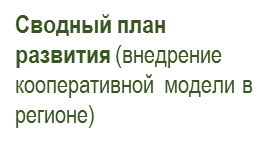 Сводный план
развития (внедрение
кооперативной модели в
регионе)